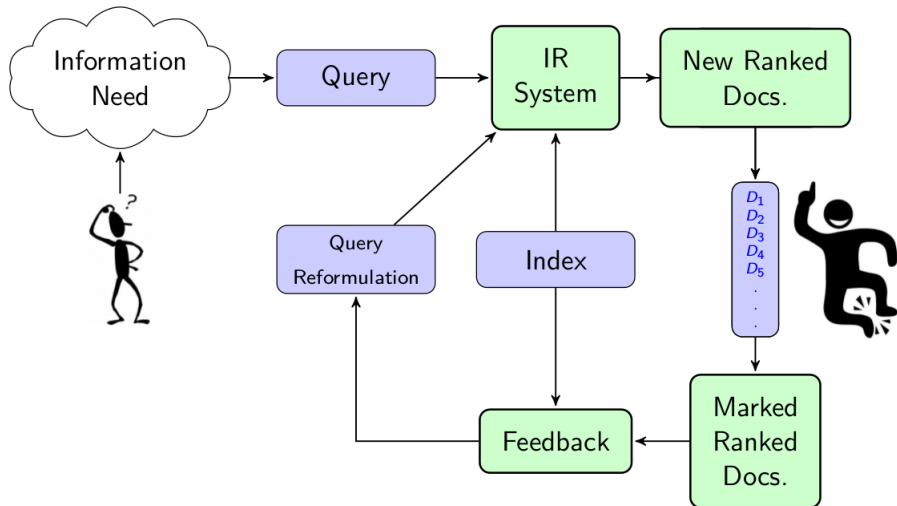 Information
Need
Query
IR
System
New Ranked
Docs.
?
D1
D2
D3
D4
D5
.
.
.
Query
Reformulation
Index
Feedback
Marked
Ranked
Docs.